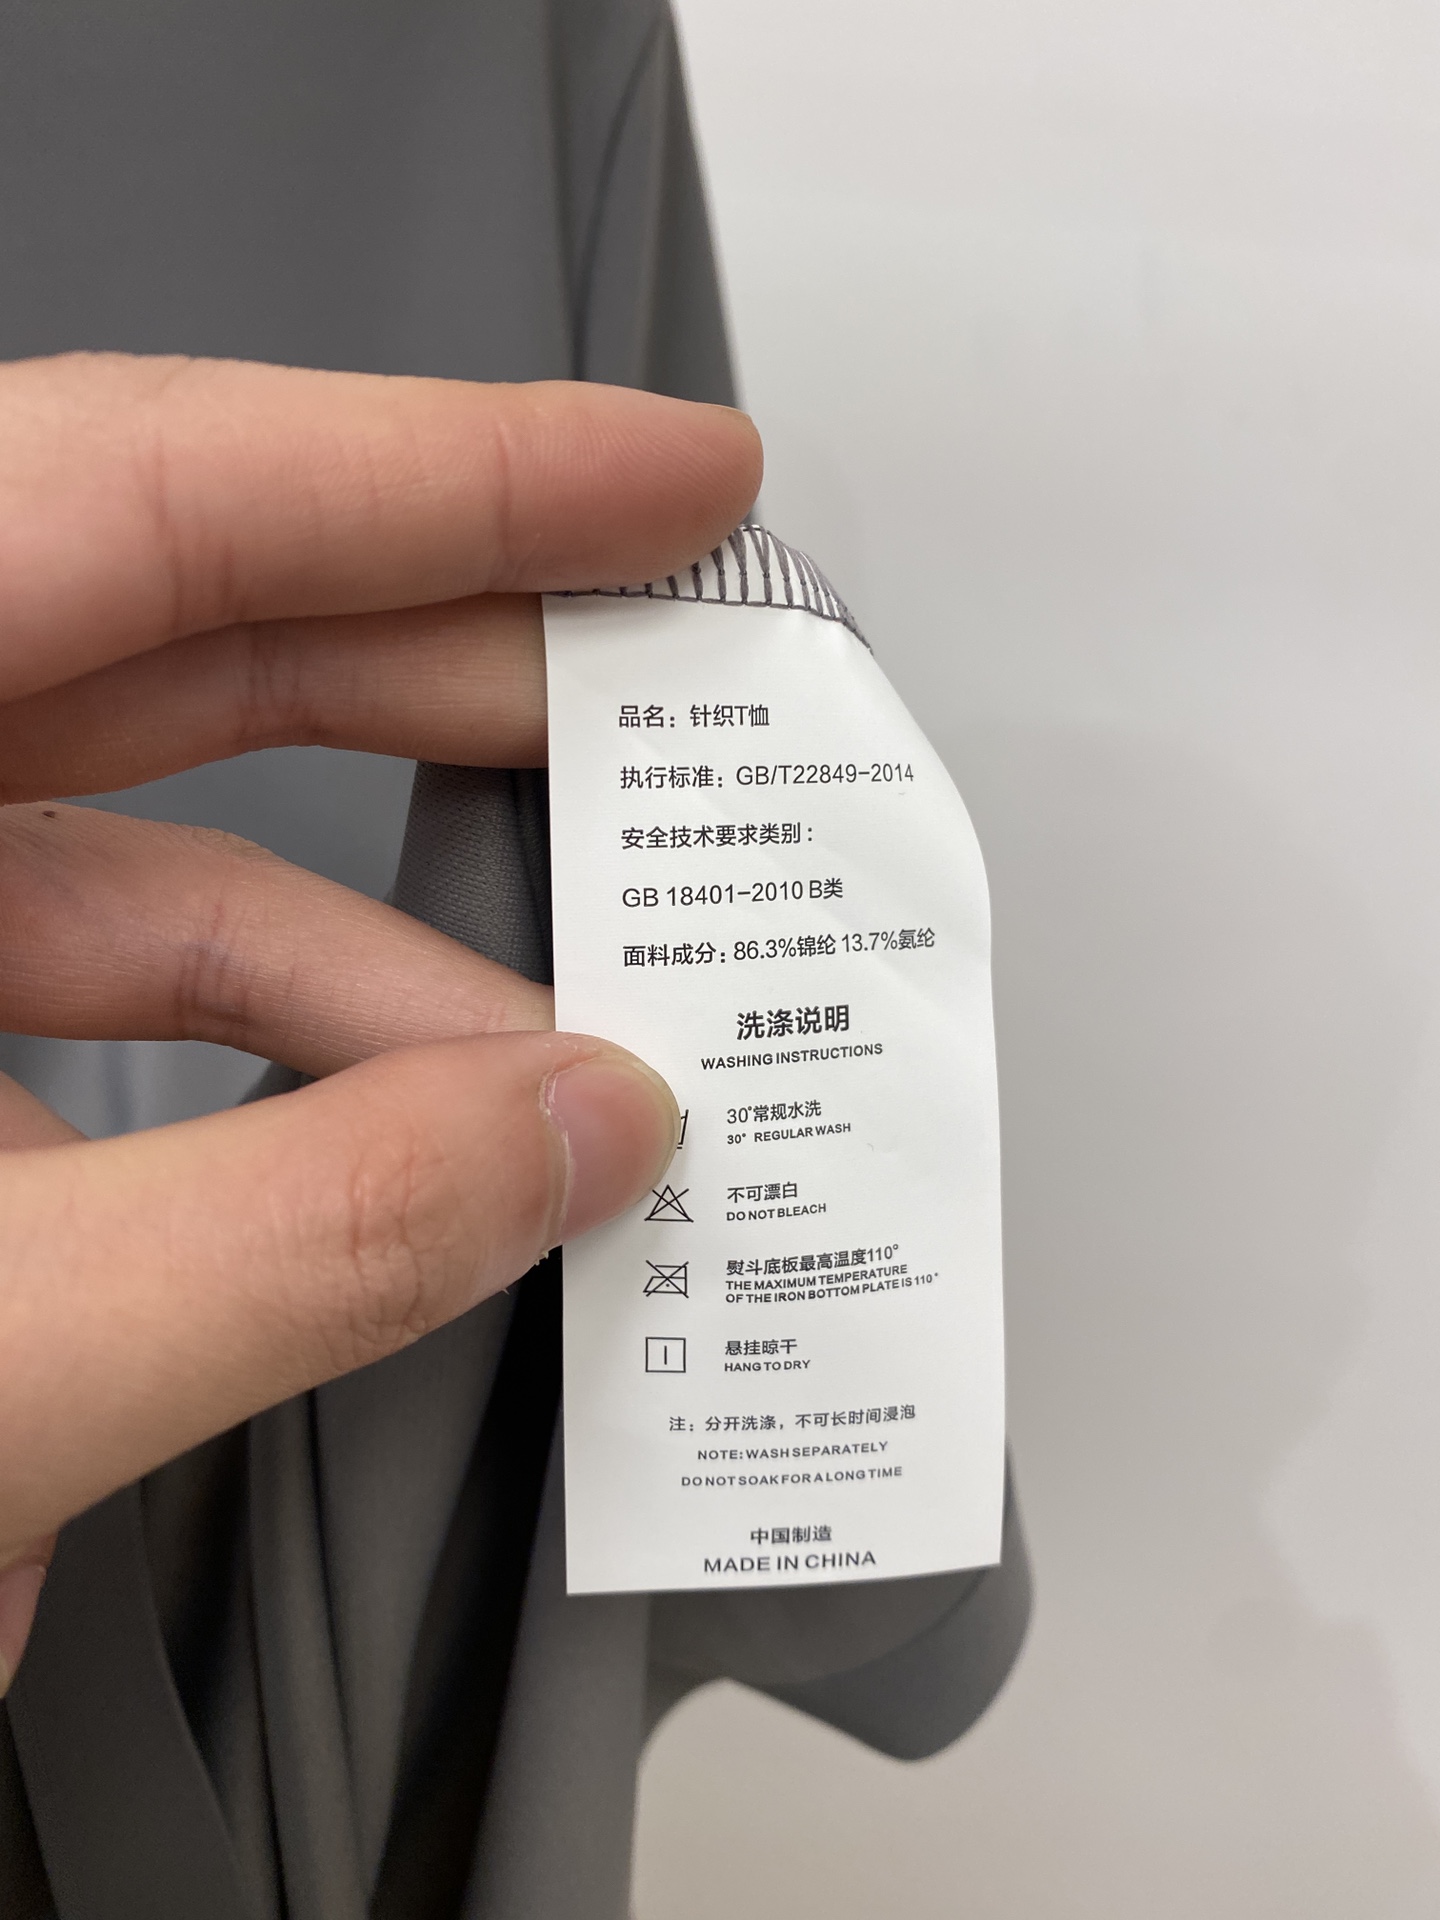 品名：针织T恤
执行标准：GB/T22849-2014
安全技术要求类别：
GB 18401-2010 B类
面料成分：86.3%锦纶 13.7%氨纶
洗涤说明
WASHING INSTRUCTIONS
30°常规水洗
30° REGULAR WASH
不可漂白
DO NOT BLEACH
熨斗底板最高温度110°
THE MAXIMUM TEMPERATURE
OF THE IRON BOTTOM PLATE IS 110°
悬挂晾干
HANG TO DRY
注：分开洗涤，不可长时间浸泡
NOTE: WASH SEPARATELY
DO NOT SOAK FOR A LONG TIME
中国制造
MADE IN CHINA